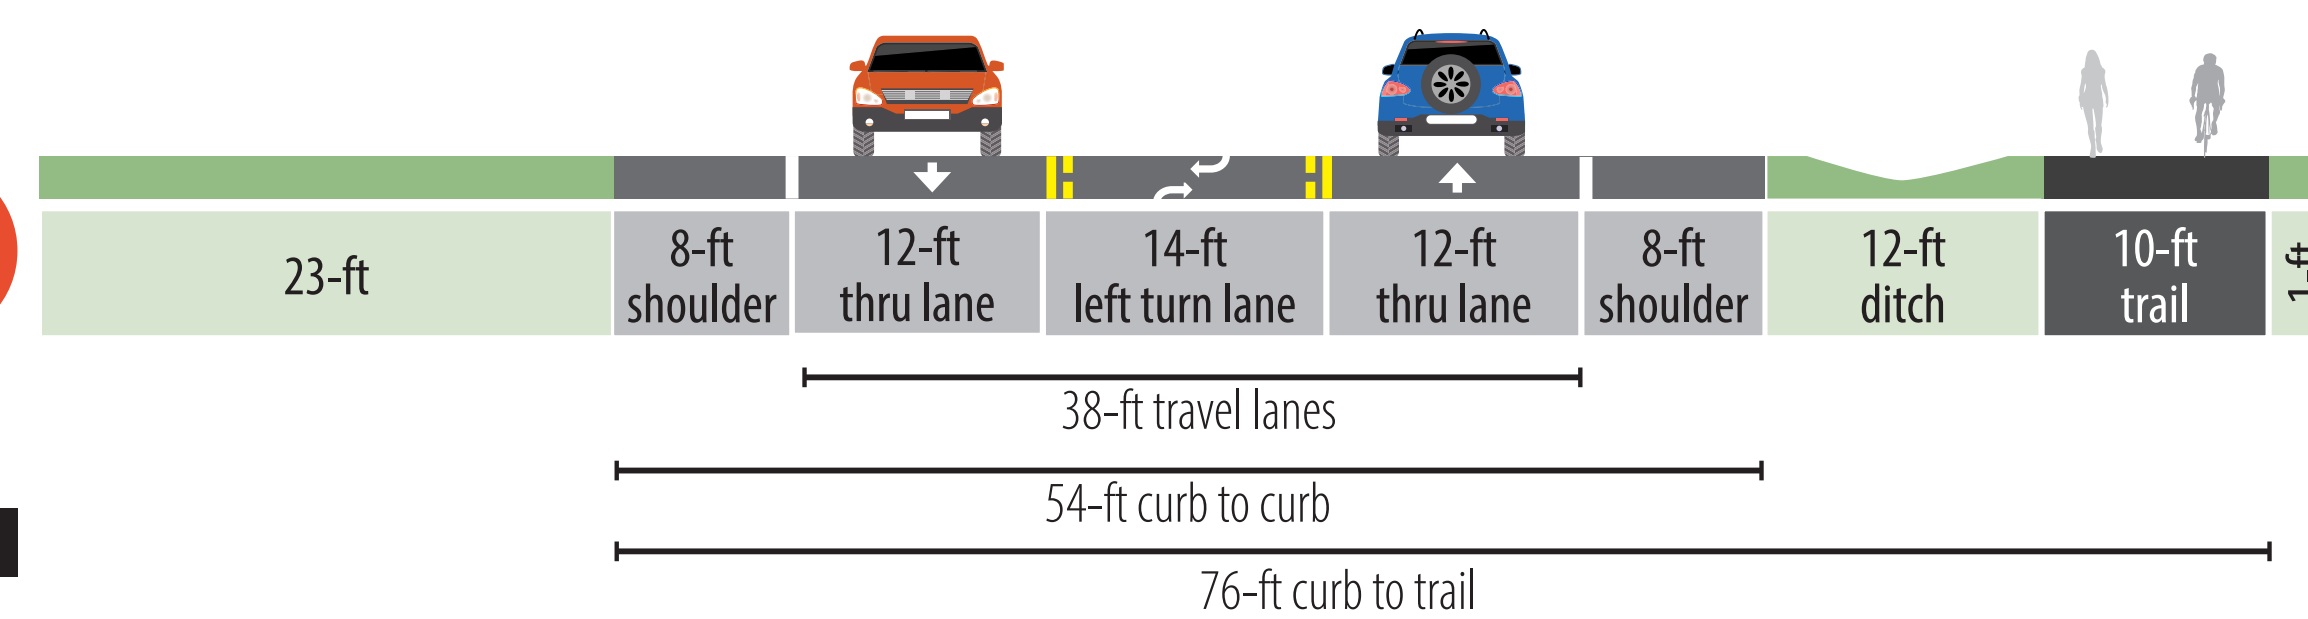 23-ft
8-ft
shoulder
12-ft
thru lane
14-ft
left turn lane
12-ft
thru lane
8-ft
shoulder
12-ft
ditch
10-ft
trail
1-ft
38-ft travel lanes
54-ft curb to curb
76-ft curb to trail